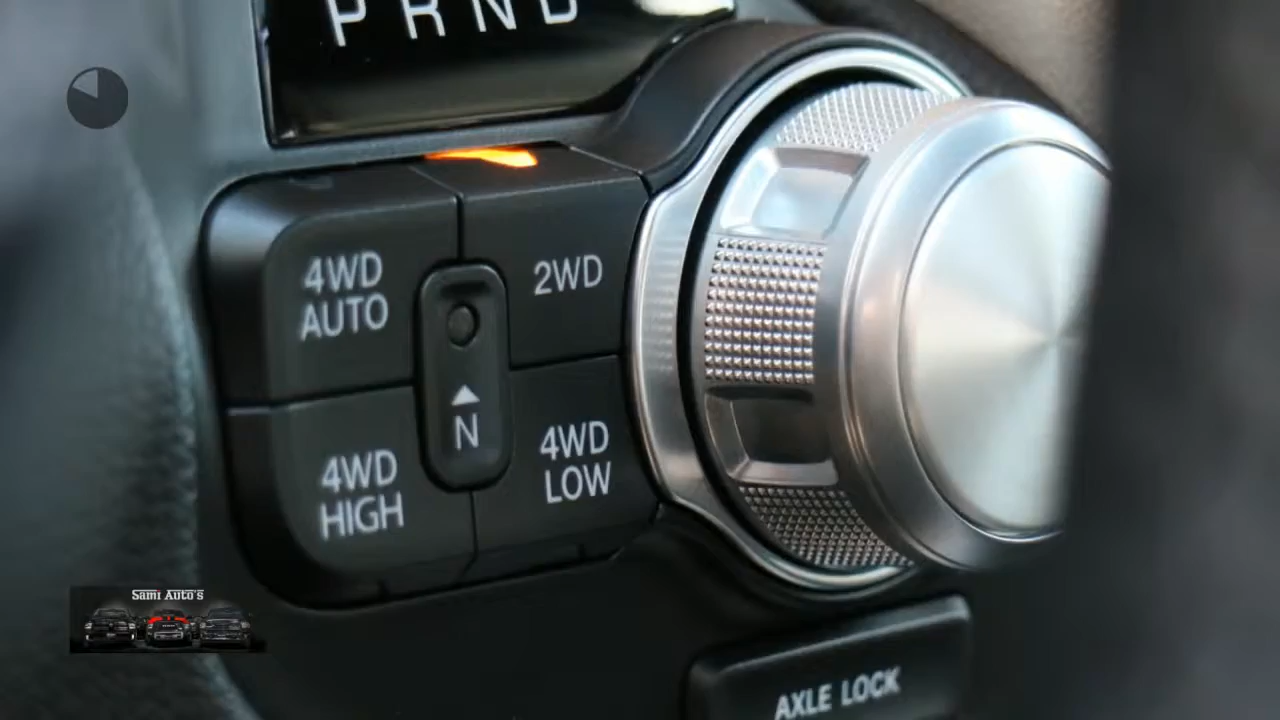 P R N D
4WD
AUTO
2WD
N
4WD
HIGH
4WD
LOW
AXLE LOCK
Sami Auto's